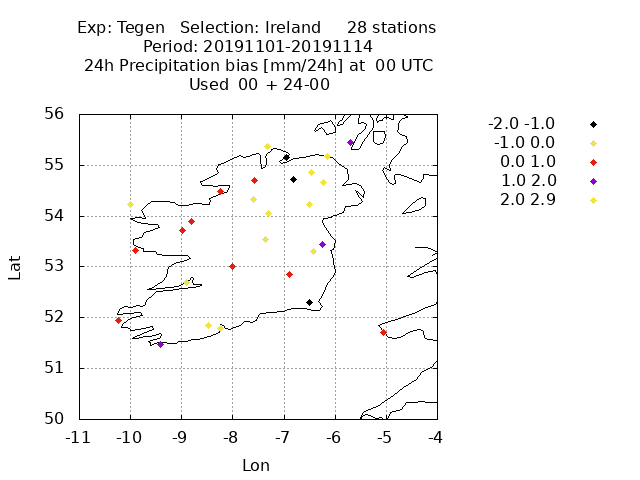 Exp: Tegen   Selection: Ireland     28 stations
Period: 20191101-20191114
24h Precipitation bias [mm/24h] at  00 UTC
Used  00  + 24-00
-2.0 -1.0
-1.0 0.0
0.0 1.0
1.0 2.0
2.0 2.9
56
55
54
53
52
51
50
Lat
-11 -10 -9 -8 -7 -6 -5 -4
Lon